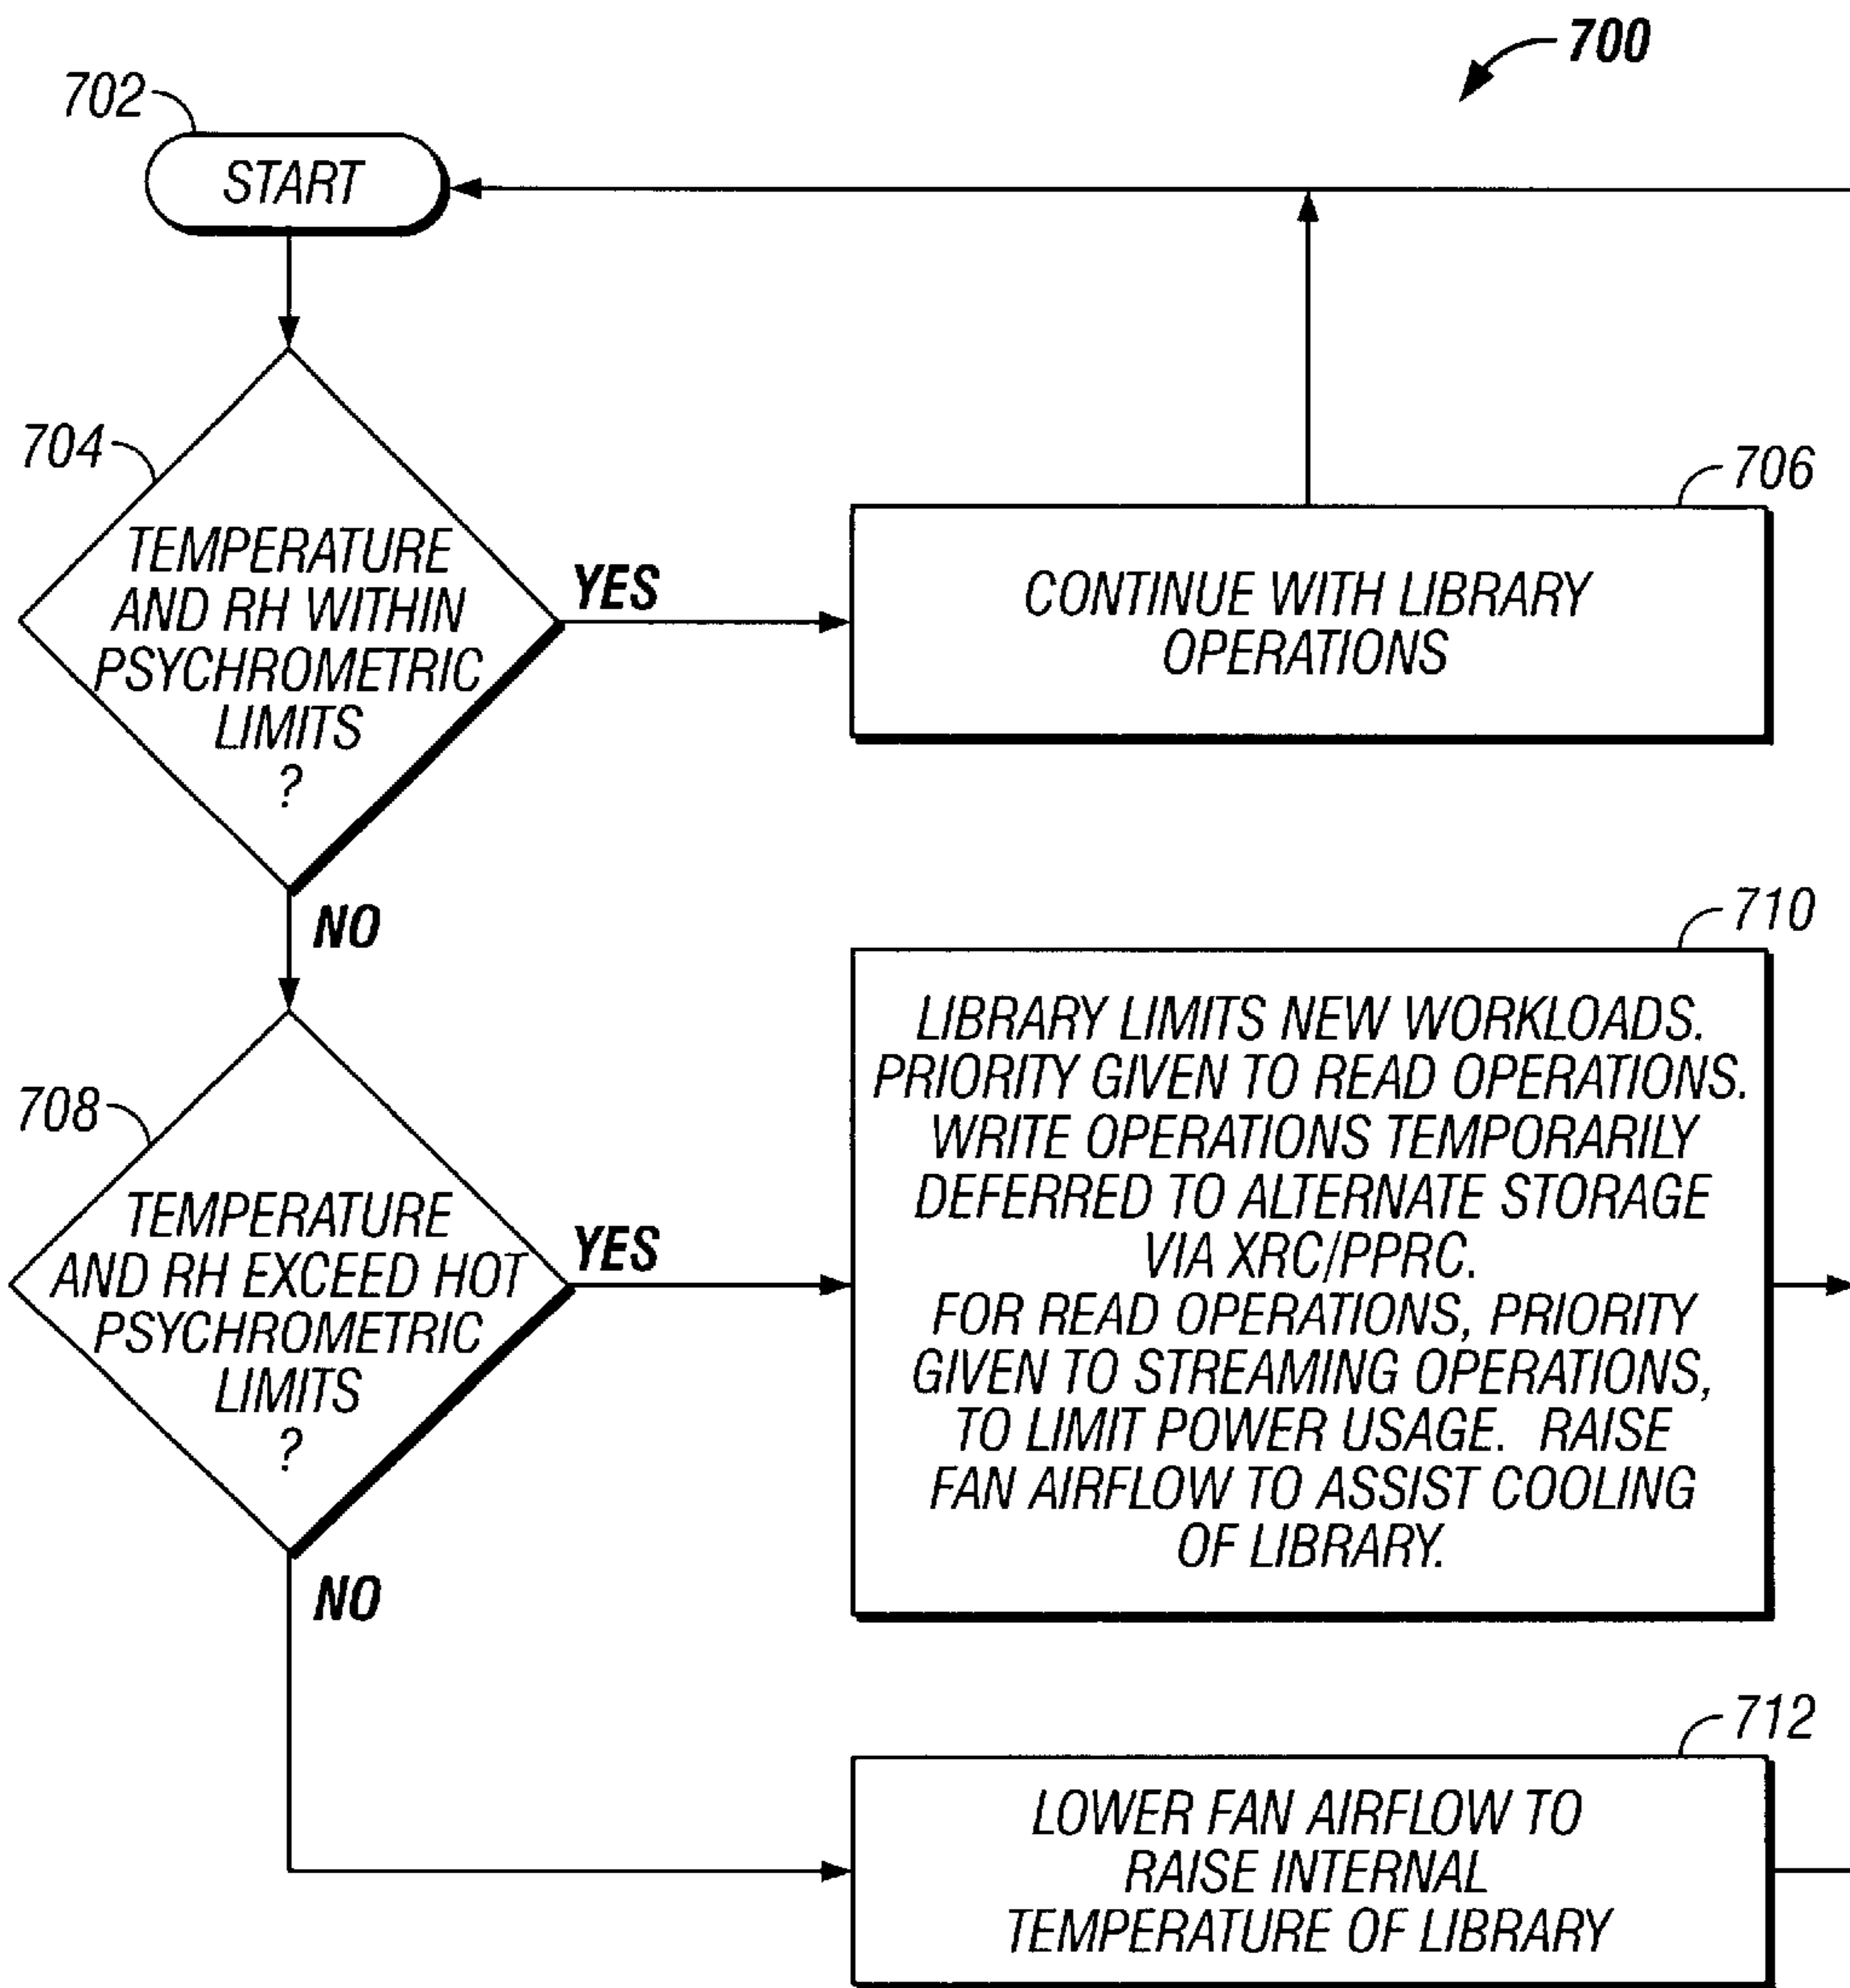 700
702
START
704
TEMPERATURE
AND RH WITHIN
PSYCHROMETRIC
LIMITS
?
YES
706
CONTINUE WITH LIBRARY
OPERATIONS
NO
708
TEMPERATURE
AND RH EXCEED HOT
PSYCHROMETRIC
LIMITS
?
YES
710
LIBRARY LIMITS NEW WORKLOADS.
PRIORITY GIVEN TO READ OPERATIONS.
WRITE OPERATIONS TEMPORARILY
DEFERRED TO ALTERNATE STORAGE
VIA XRC/PPRC.
FOR READ OPERATIONS, PRIORITY
GIVEN TO STREAMING OPERATIONS,
TO LIMIT POWER USAGE. RAISE
FAN AIRFLOW TO ASSIST COOLING
OF LIBRARY.
NO
712
LOWER FAN AIRFLOW TO
RAISE INTERNAL
TEMPERATURE OF LIBRARY